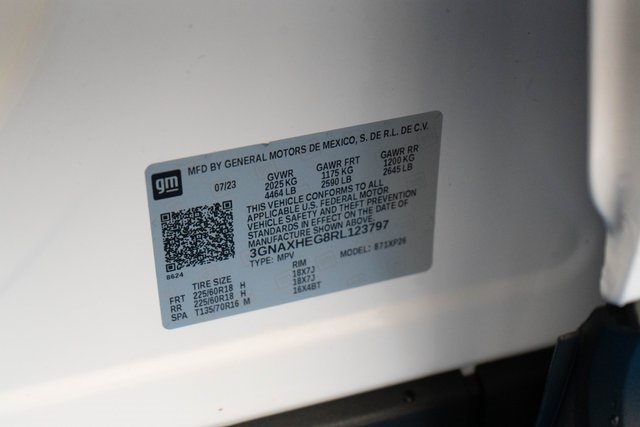 MFD BY GENERAL MOTORS DE MEXICO, S. DE R.L. DE C.V.
gm
07/23
GVWR GAWR FRT GAWR RR
2025 KG 1175 KG 1200 KG
4464 LB 2590 LB 2645 LB
THIS VEHICLE CONFORMS TO ALL
APPLICABLE U.S. FEDERAL MOTOR
VEHICLE SAFETY AND THEFT PREVENTION
STANDARDS IN EFFECT ON THE DATE OF
MANUFACTURE SHOWN ABOVE.
3GNAXHEG8RL123797
TYPE: MPV MODEL: B71XP26
8624
TIRE SIZE RIM
FRT 225/60R18 H 18X7J
RR 225/60R18 H 18X7J
SPA T135/70R16 M 16X4BT